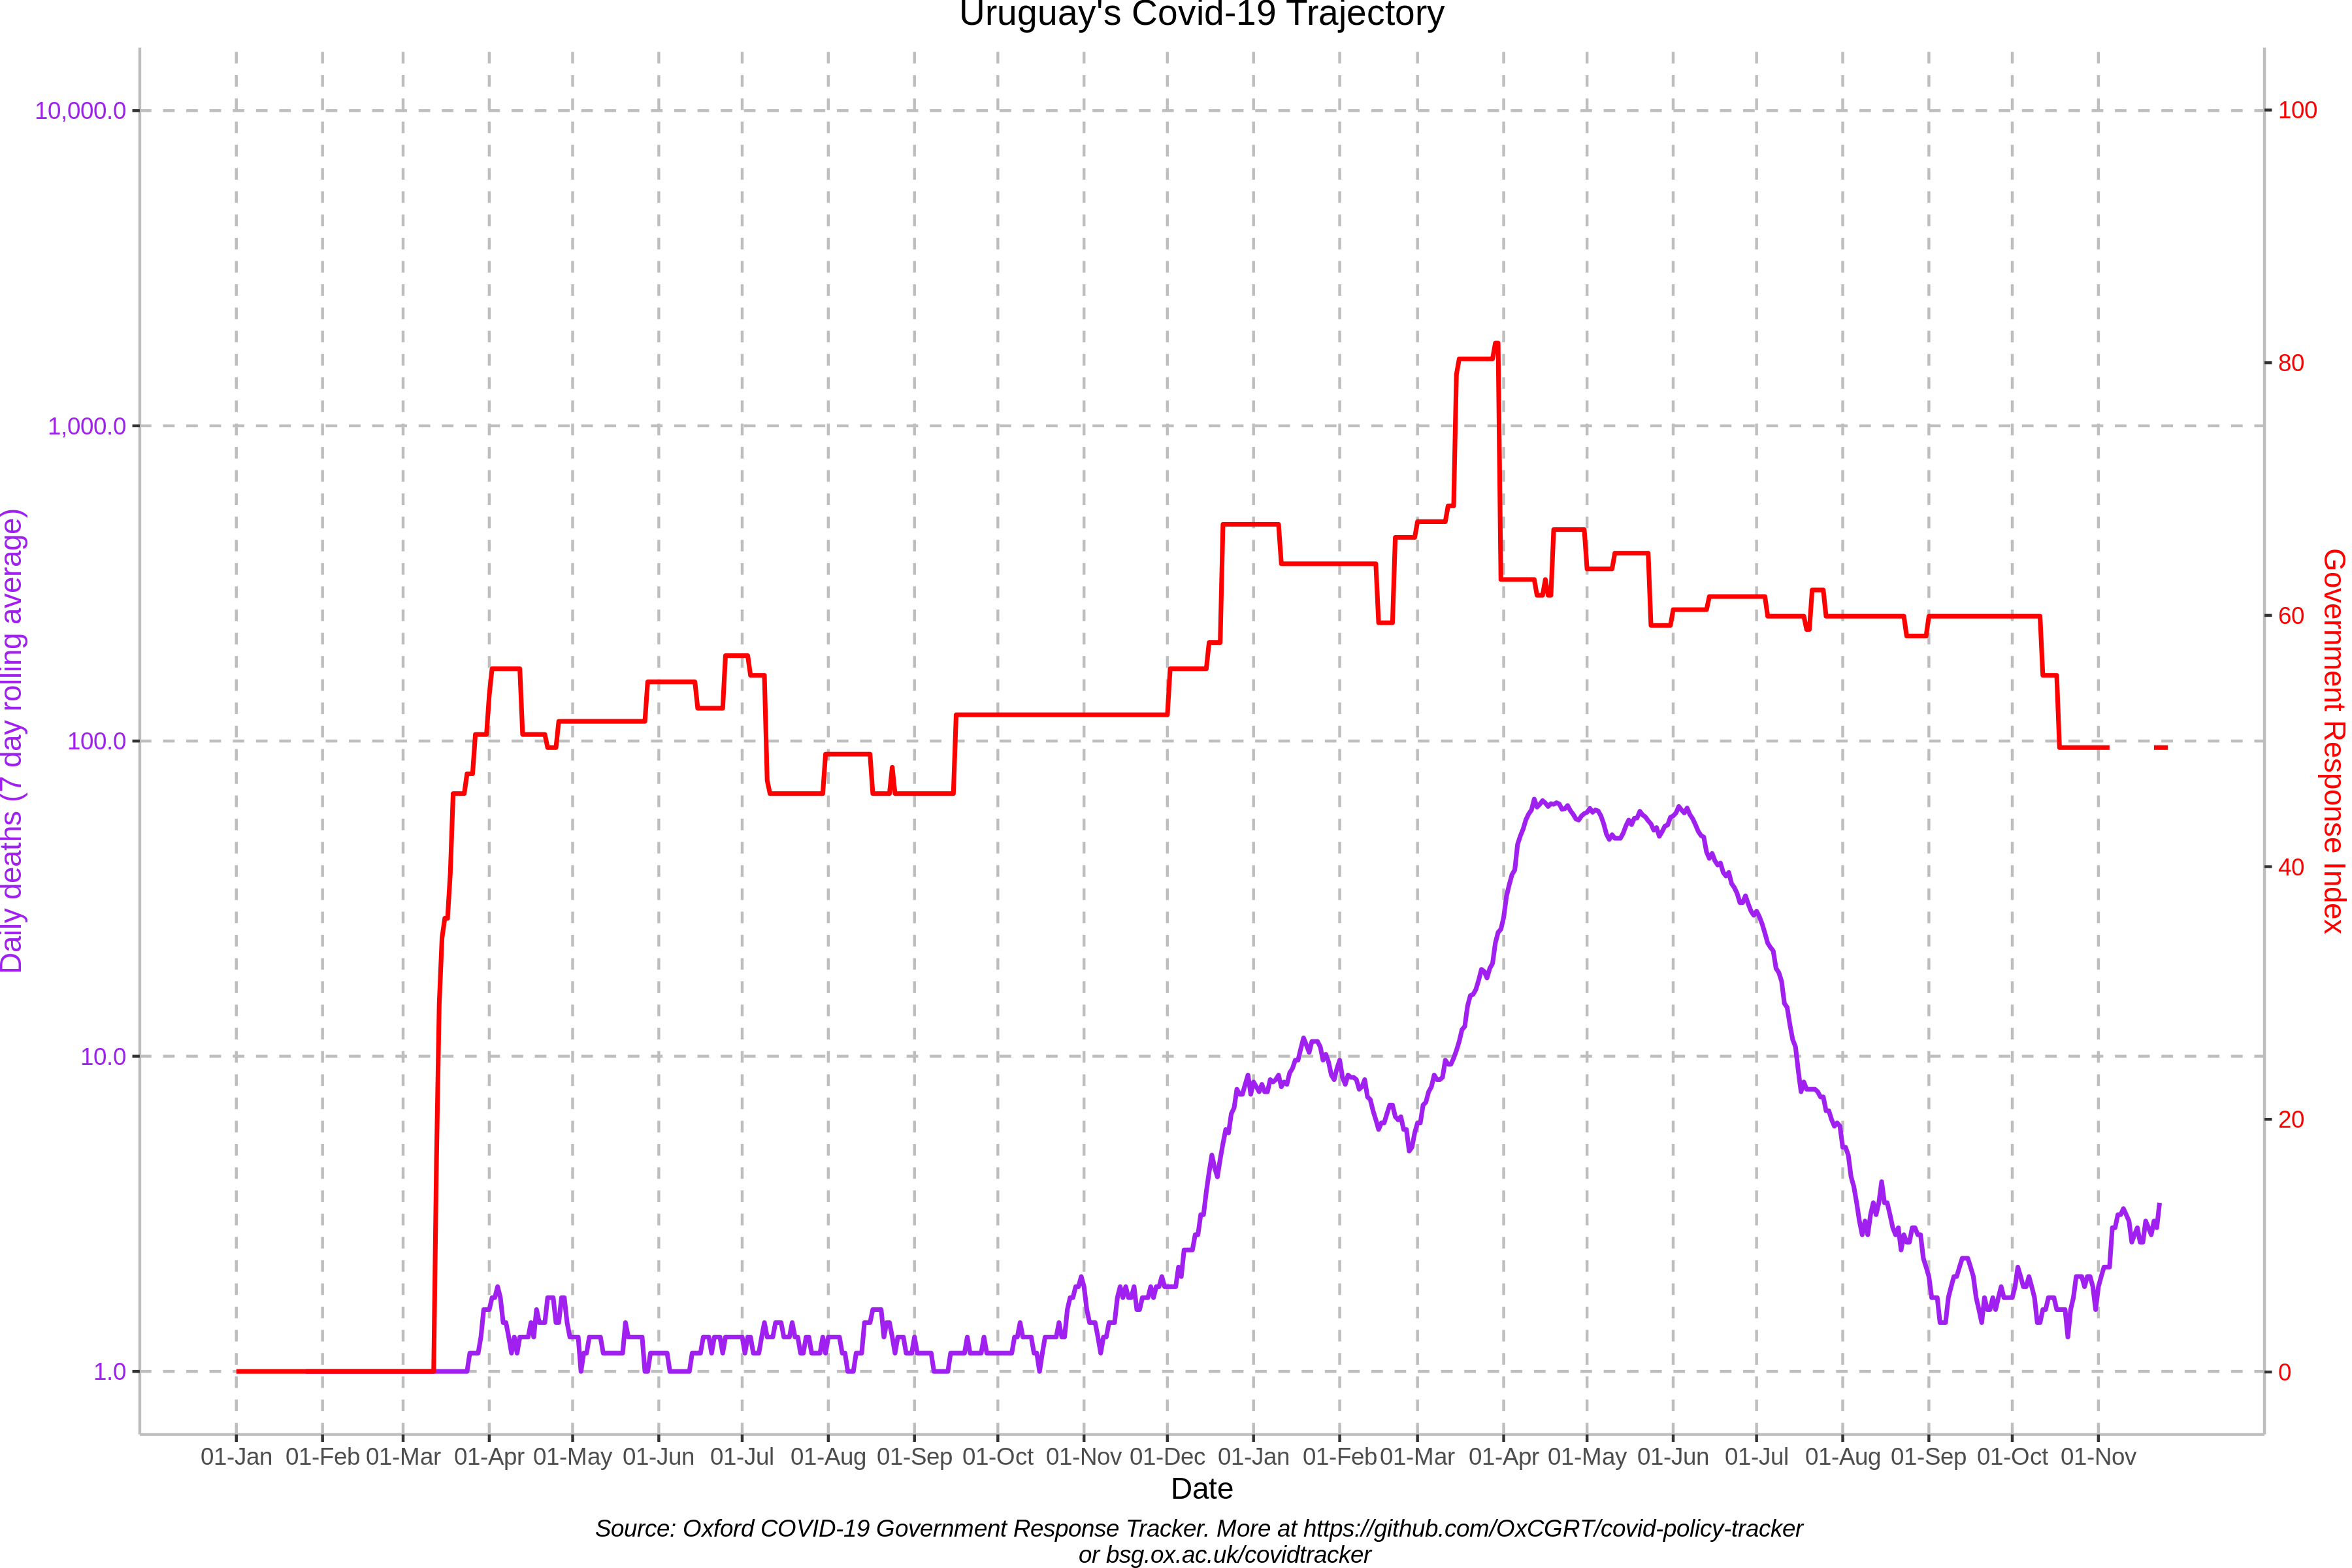 Uruguay's Covid-19 Trajectory
10,000.0
1,000.0
100.0
10.0
1.0
Daily deaths (7 day rolling average)
100
80
60
40
20
0
Government Response Index
01-Jan 01-Feb 01-Mar 01-Apr 01-May 01-Jun 01-Jul 01-Aug 01-Sep 01-Oct 01-Nov 01-Dec 01-Jan 01-Feb 01-Mar 01-Apr 01-May 01-Jun 01-Jul 01-Aug 01-Sep 01-Oct 01-Nov
Date
Source: Oxford COVID-19 Government Response Tracker. More at https://github.com/OxCGRT/covid-policy-tracker
or bsg.ox.ac.uk/covidtracker